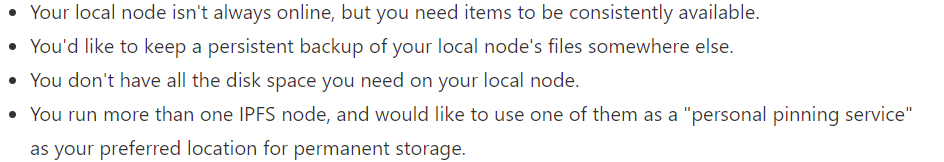 • Your local node isn't always online, but you need items to be consistently available.
• You'd like to keep a persistent backup of your local node's files somewhere else.
• You don't have all the disk space you need on your local node.
• You run more than one IPFS node, and would like to use one of them as a "personal pinning service"
as your preferred location for permanent storage.